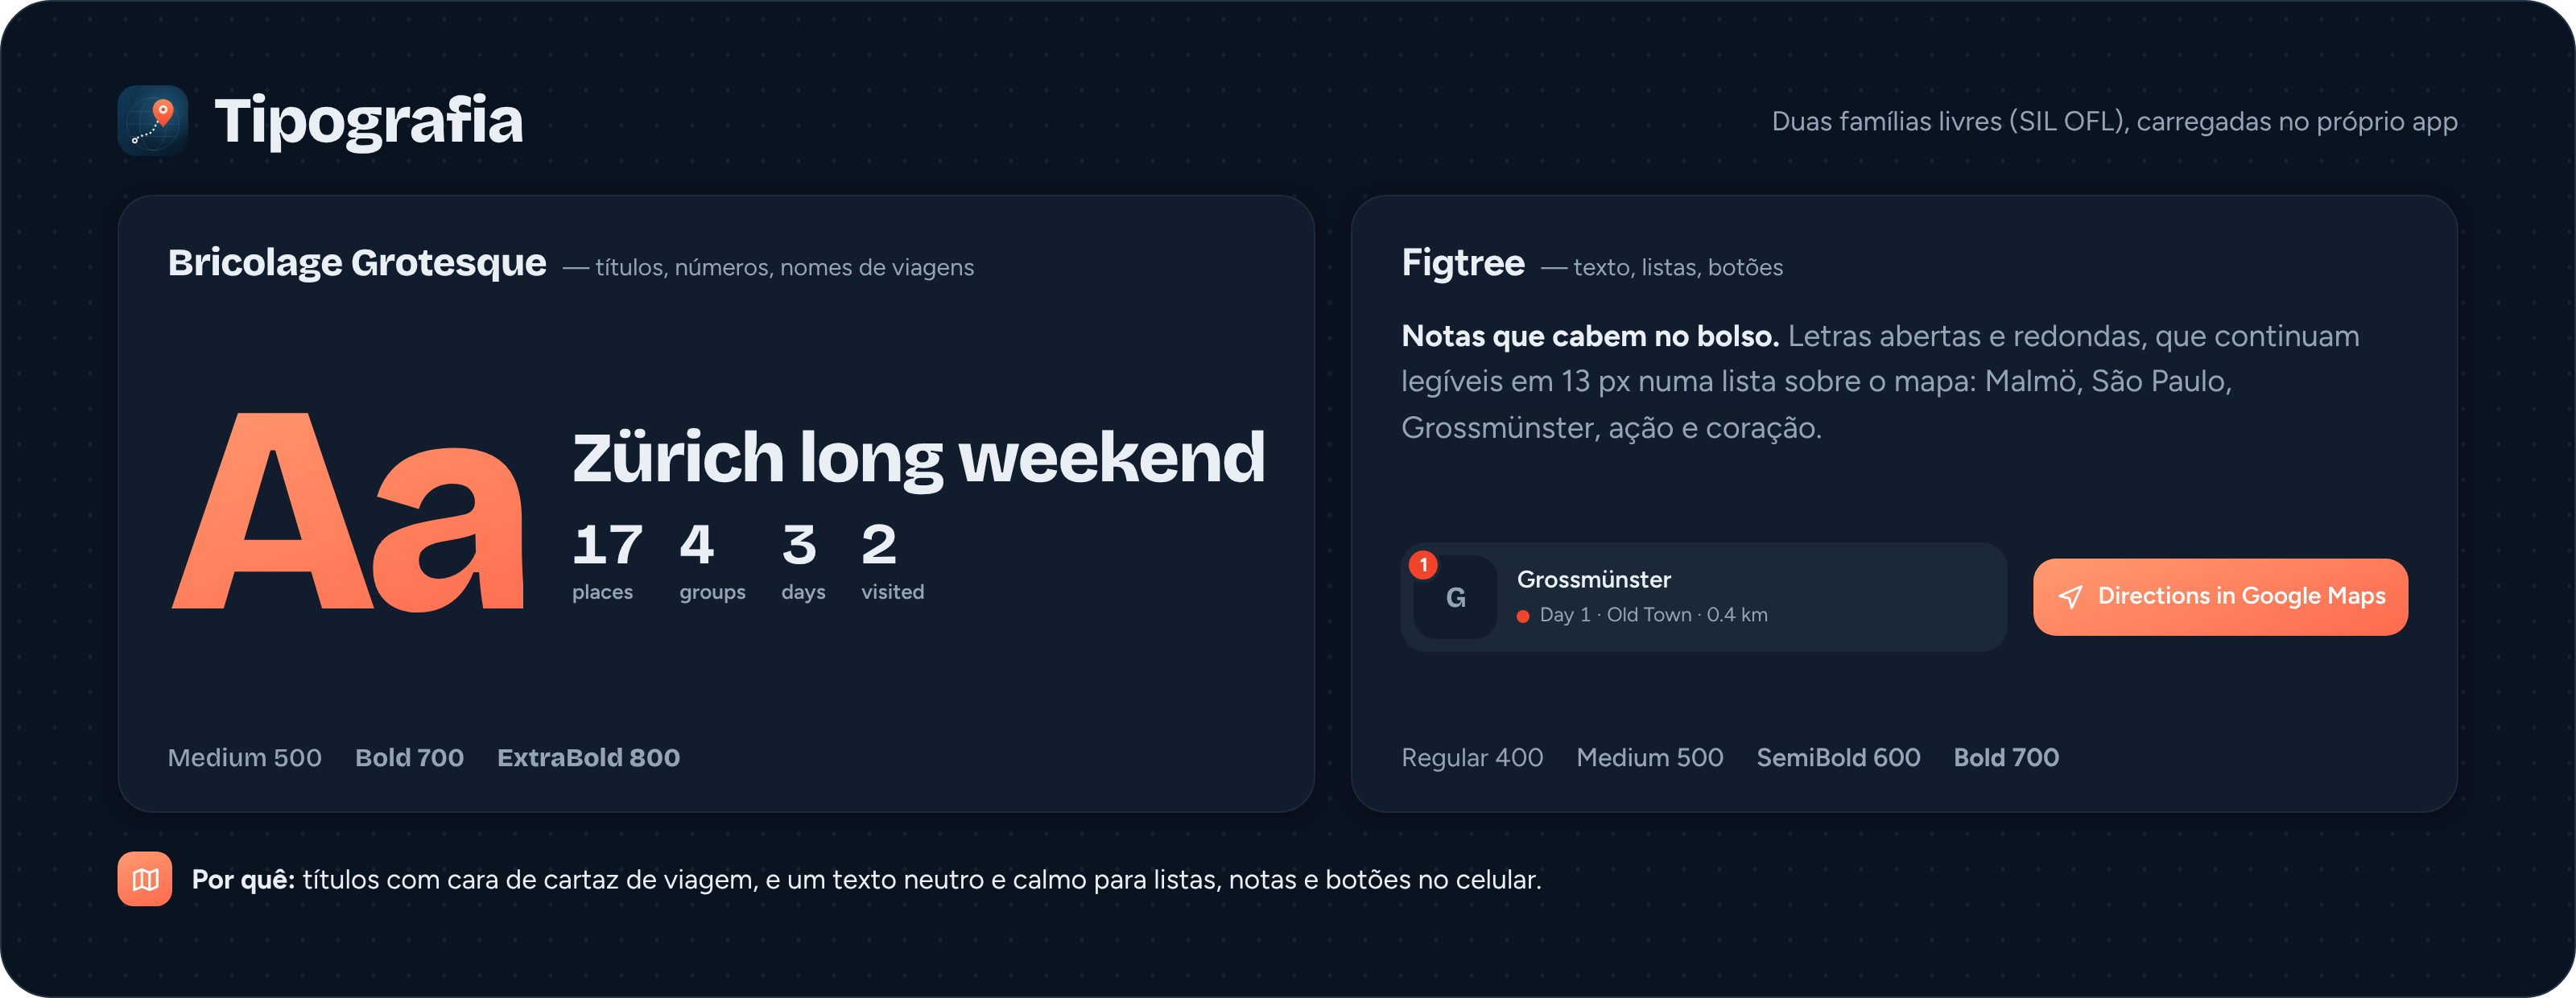 Tipografia
Duas famílias livres (SIL OFL), carregadas no próprio app
Bricolage Grotesque — títulos, números, nomes de viagens
Aa
Zürich long weekend
17 4 3 2
places groups days visited
Medium 500 Bold 700 ExtraBold 800
Figtree — texto, listas, botões
Notas que cabem no bolso. Letras abertas e redondas, que continuam
legíveis em 13 px numa lista sobre o mapa: Malmö, São Paulo,
Grossmünster, ação e coração.
1
G
Grossmünster
Day 1 · Old Town · 0.4 km
Directions in Google Maps
Regular 400 Medium 500 SemiBold 600 Bold 700
Por quê: títulos com cara de cartaz de viagem, e um texto neutro e calmo para listas, notas e botões no celular.